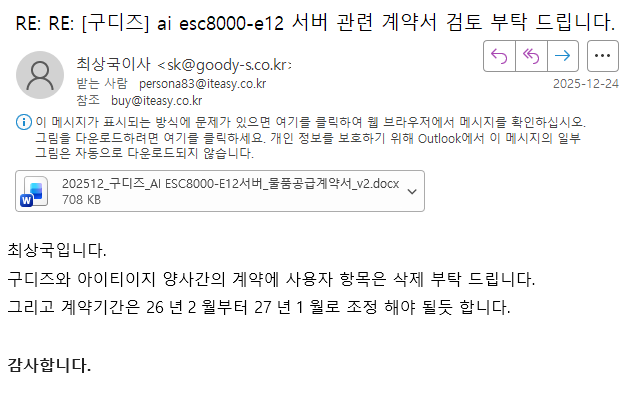 RE: RE: [구디즈] ai esc8000-e12 서버 관련 계약서 검토 부탁 드립니다.
최상국이사 <sk@goody-s.co.kr>
받는 사람 persona83@iteasy.co.kr
참조 buy@iteasy.co.kr
2025-12-24
이 메시지가 표시되는 방식에 문제가 있으면 여기를 클릭하여 웹 브라우저에서 메시지를 확인하십시오.
그림을 다운로드하려면 여기를 클릭하세요. 개인 정보를 보호하기 위해 Outlook에서 이 메시지의 일부
그림은 자동으로 다운로드되지 않습니다.
202512_구디즈_AI ESC8000-E12서버_물품공급계약서_v2.docx
708 KB
최상국입니다.
구디즈와 아이티이지 양사간의 계약에 사용자 항목은 삭제 부탁 드립니다.
그리고 계약기간은 26 년 2 월부터 27 년 1 월로 조정 해야 될듯 합니다.
감사합니다.